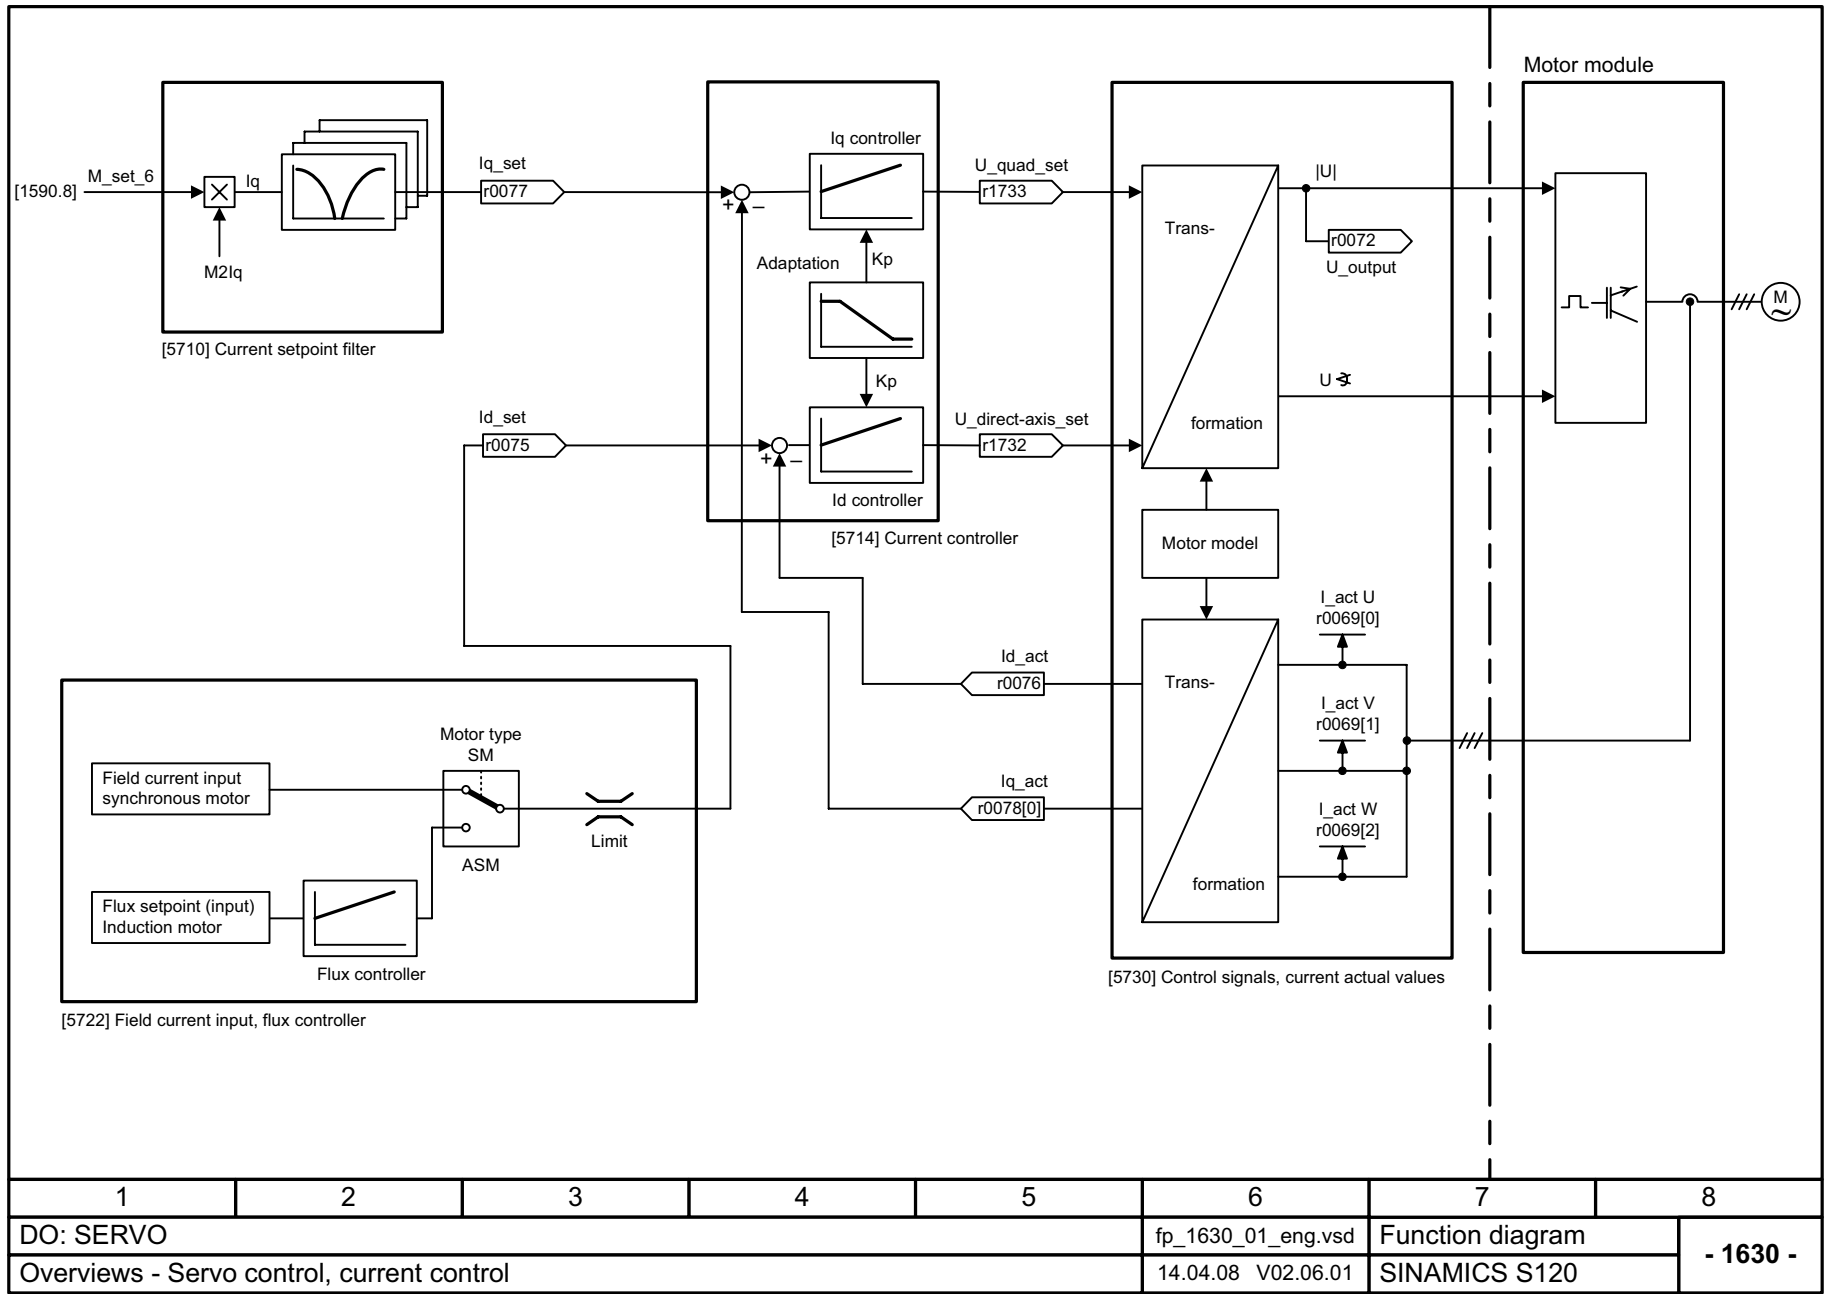 Motor module
[1590.8]
M_set_6
Iq
M2Iq
[5710] Current setpoint filter
Iq_set
r0077
Iq controller
+
–
Adaptation
Kp
Kp
Id_set
r0075
+
–
Id controller
[5714] Current controller
U_quad_set
r1733
U_direct-axis_set
r1732
Trans-
formation
|U|
r0072
U_output
U
M
~
Motor model
I_act U
r0069[0]
I_act V
r0069[1]
I_act W
r0069[2]
Trans-
formation
Id_act
r0076
Iq_act
r0078[0]
[5730] Control signals, current actual values
Motor type
SM
Field current input
synchronous motor
ASM
Limit
Flux setpoint (input)
Induction motor
Flux controller
[5722] Field current input, flux controller
1 2 3 4 5 6 7 8
DO: SERVO
fp_1630_01_eng.vsd
Function diagram
- 1630 -
Overviews - Servo control, current control
14.04.08 V02.06.01
SINAMICS S120